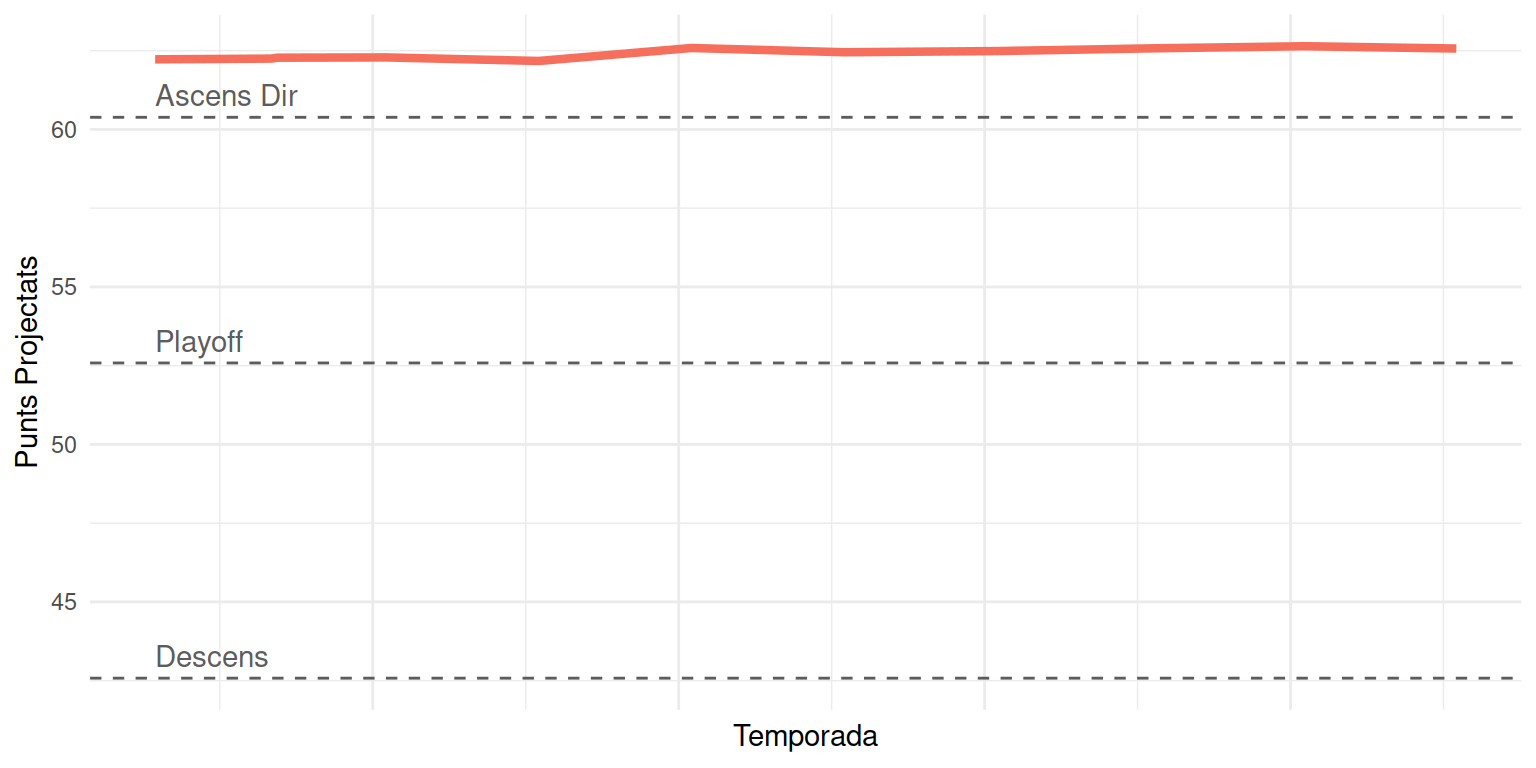 Ascens Dir
60
55
Playoff
50
45
Descens
Punts Projectats
Temporada